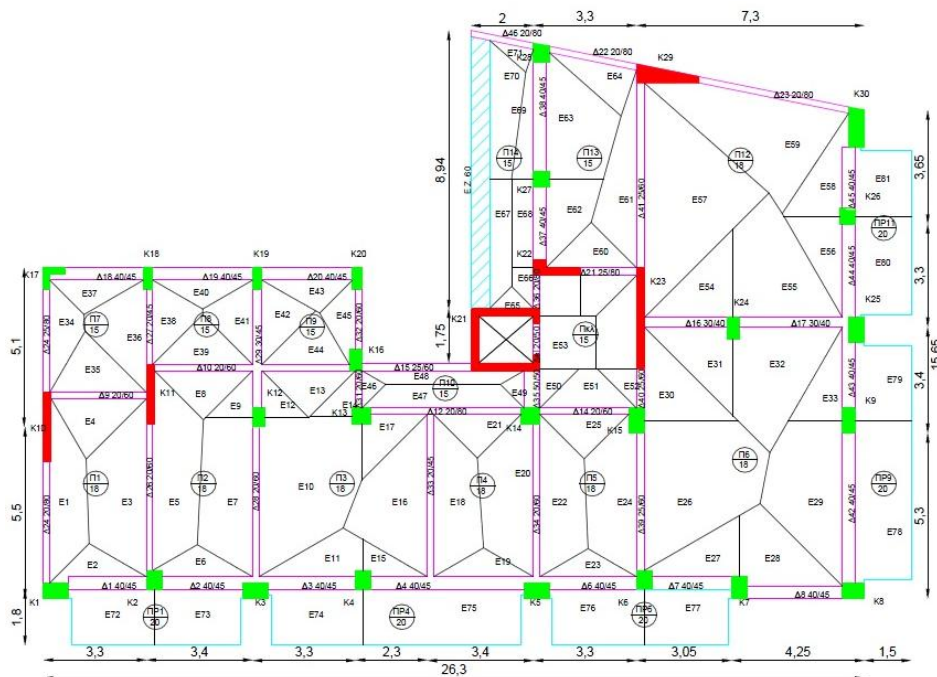 2
3,3
7,3
Δ46 20/80
E71
K28
Δ22 20/80
K29
E70
E64
Δ23 20/80
K30
E69
Δ38 40/45
E63
E59
8,94
Π14
15
Π13
15
Π12
18
E81
3,65
E.Z. 60
E58
Δ45 40/45
K26
K27
E57
E67
E68
E62
E61
Δ41 25/60
ΠΡ11
20
Δ37 40/45
E56
Δ44 40/45
3,3
K22
E60
E80
K17
K18
K19
K20
Δ18 40/45
Δ19 40/45
Δ20 40/45
E66
Δ21 25/80
K23
E54
K24
K25
E37
E40
E43
E65
E34
Π7
15
E38
Π8
15
E41
E42
Π9
15
E45
Δ32 20/60
K21
Πκλ
15
Δ16 30/40
Δ17 30/40
5,1
E36
E39
E44
K16
1,75
E53
E31
E32
Δ43 40/45
E79
3,4
15,65
E35
Δ10 20/60
Δ15 25/60
E48
E46
E47
Π10
15
E49
E50
E51
E52
Δ9 20/60
K11
E8
E9
K12
E13
E12
K13
Δ12 20/80
Δ14 20/60
E30
E33
K9
K10
E4
E17
E21
K14
E25
K15
Π1
18
Π2
18
Π3
18
Π4
18
Π5
18
Π6
18
ΠΡ9
20
5,5
E1
E3
E5
E7
E10
E16
E18
E20
E22
E24
E26
E29
E78
5,3
Δ28 20/60
Δ33 20/45
Δ34 20/60
Δ39 25/60
Δ42 40/45
E2
E6
E11
E15
E19
E23
E27
E28
Δ1 40/45
Δ2 40/45
Δ3 40/45
Δ4 40/45
Δ6 40/45
Δ7 40/45
Δ8 40/45
K1
K2
K3
K4
K5
K6
K7
K8
1,8
E72
ΠΡ1
20
E73
E74
ΠΡ4
20
E75
E76
ΠΡ6
20
E77
3,3
3,4
3,3
2,3
3,4
3,3
3,05
4,25
1,5
26,3